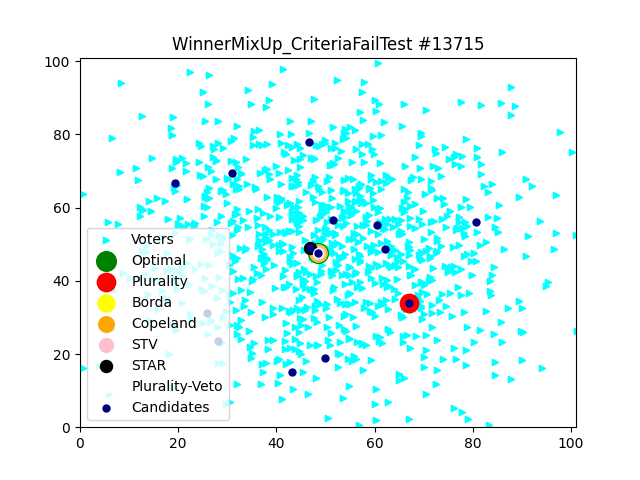 WinnerMixUp_CriteriaFailTest #13715
100
80
60
40
20
0
Voters
Optimal
Plurality
Borda
Copeland
STV
STAR
Plurality-Veto
Candidates
0 20 40 60 80 100